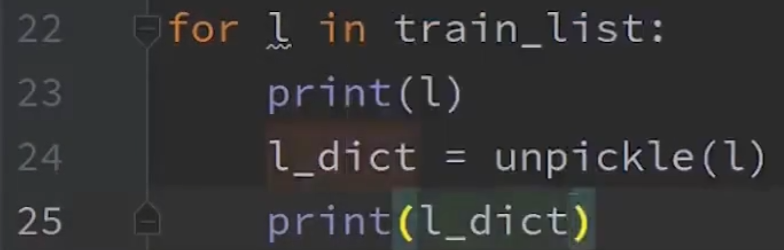 22 for l in train_list:
23     print(l)
24     l_dict = unpickle(l)
25     print(l_dict)